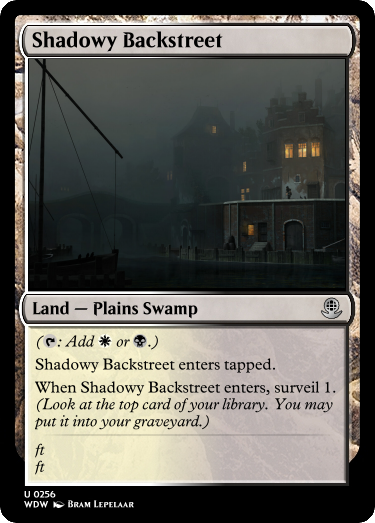 Shadowy Backstreet
Land — Plains Swamp
(: Add or .)
Shadowy Backstreet enters tapped.
When Shadowy Backstreet enters, surveil 1.
(Look at the top card of your library. You may
put it into your graveyard.)
ft
ft
U 0256
WDW Bram Lepelaar